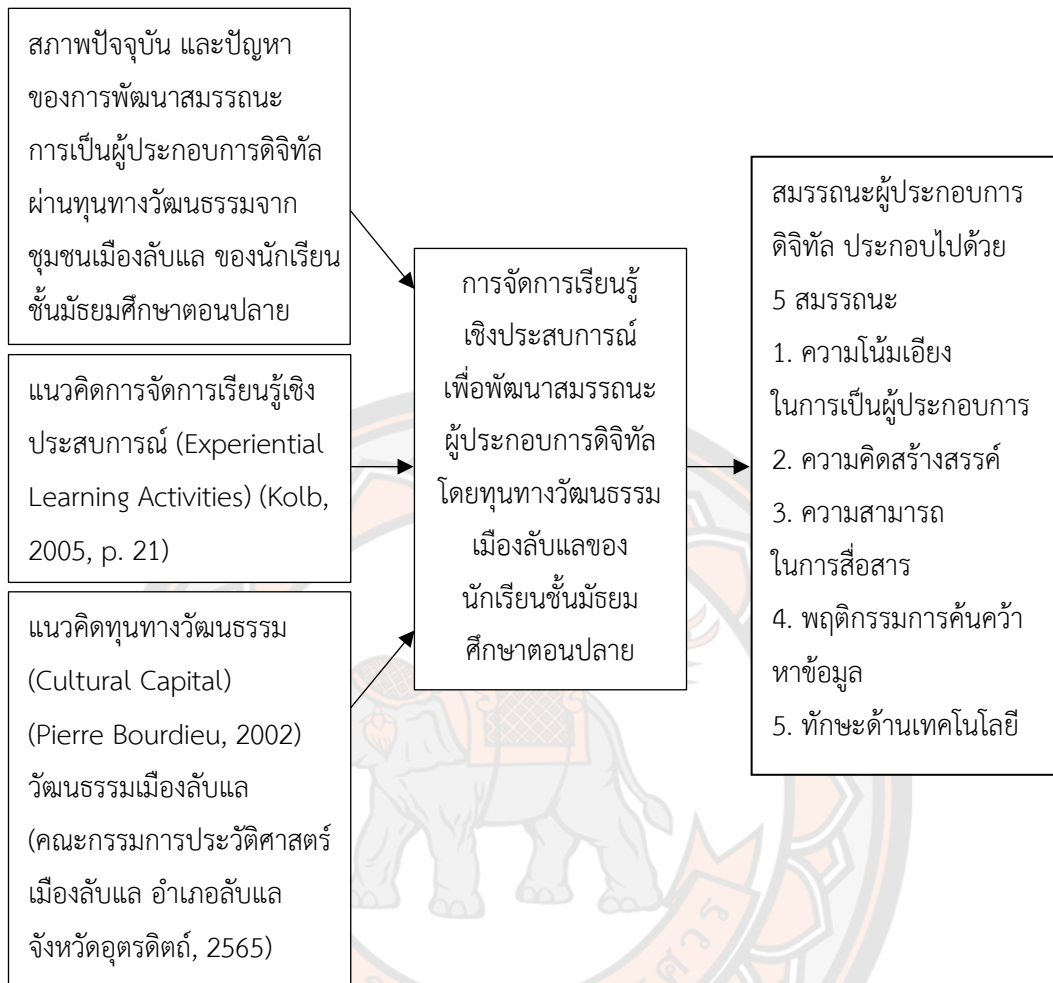 สภาพปัจจุบัน และปัญหา
ของการพัฒนาสมรรถนะ
การเป็นผู้ประกอบการดิจิทัล
ผ่านทุนทางวัฒนธรรมจาก
ชุมชนเมืองลับแล ของนักเรียน
ชั้นมัธยมศึกษาตอนปลาย
แนวคิดการจัดการเรียนรู้เชิง
ประสบการณ์ (Experiential
Learning Activities) (Kolb,
2005, p. 21)
แนวคิดทุนทางวัฒนธรรม
(Cultural Capital)
(Pierre Bourdieu, 2002)
วัฒนธรรมเมืองลับแล
(คณะกรรมการประวัติศาสตร์
เมืองลับแล อำเภอลับแล
จังหวัดอุตรดิตถ์, 2565)
การจัดการเรียนรู้
เชิงประสบการณ์
เพื่อพัฒนาสมรรถนะ
ผู้ประกอบการดิจิทัล
โดยทุนทางวัฒนธรรม
เมืองลับแลของ
นักเรียนชั้นมัธยม
ศึกษาตอนปลาย
สมรรถนะผู้ประกอบการ
ดิจิทัล ประกอบไปด้วย
5 สมรรถนะ
1. ความโน้มเอียง
ในการเป็นผู้ประกอบการ
2. ความคิดสร้างสรรค์
3. ความสามารถ
ในการสื่อสาร
4. พฤติกรรมการค้นคว้า
หาข้อมูล
5. ทักษะด้านเทคโนโลยี